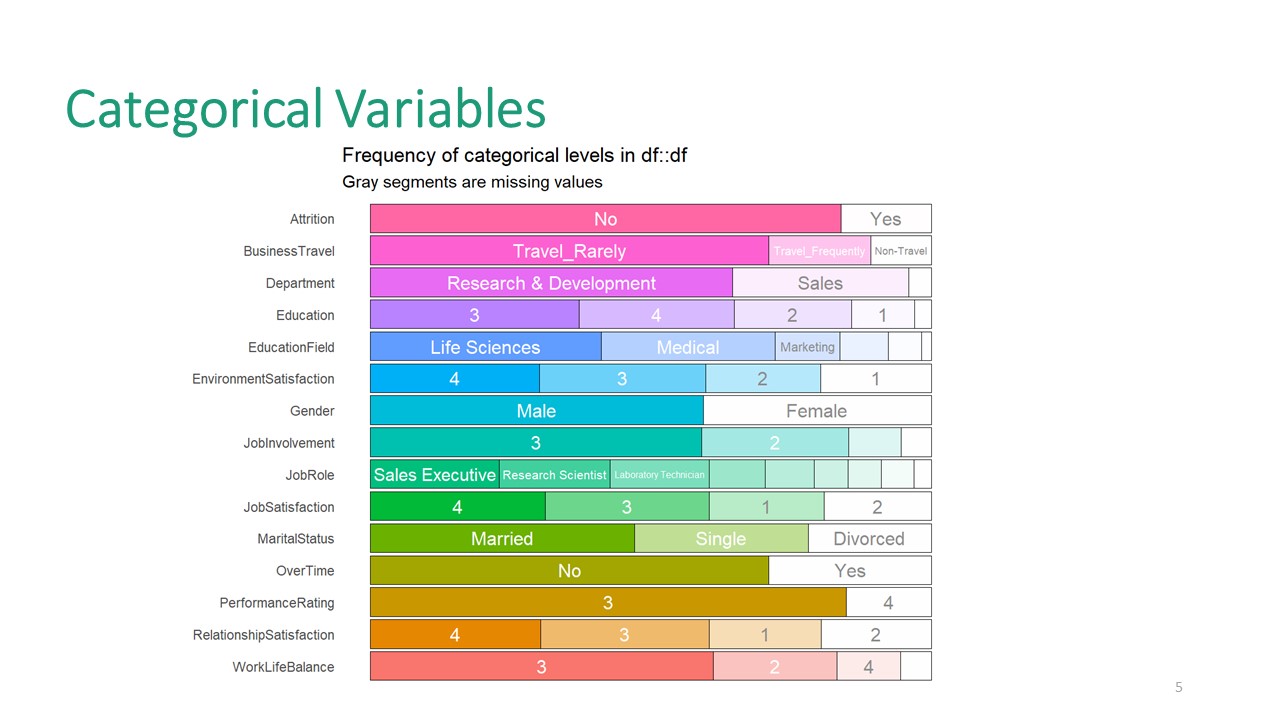 Categorical Variables
Frequency of categorical levels in df::df
Gray segments are missing values
Attrition No Yes
BusinessTravel Travel_Rarely Travel_Frequently Non-Travel
Department Research & Development Sales
Education 3 4 2 1
EducationField Life Sciences Medical Marketing
EnvironmentSatisfaction 4 3 2 1
Gender Male Female
JobInvolvement 3 2
JobRole Sales Executive Research Scientist Laboratory Technician
JobSatisfaction 4 3 1 2
MaritalStatus Married Single Divorced
OverTime No Yes
PerformanceRating 3 4
RelationshipSatisfaction 4 3 1 2
WorkLifeBalance 3 2 4
5